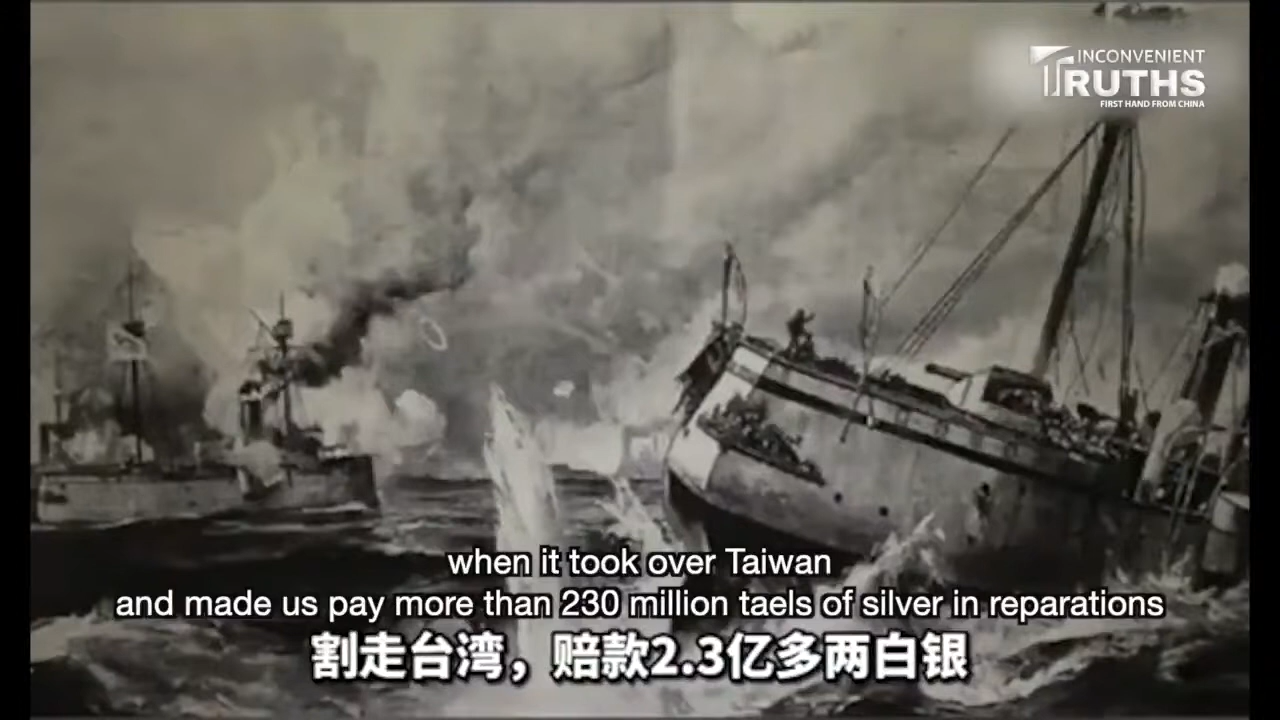 INCONVENIENT
TRUTHS
FIRST HAND FROM CHINA
when it took over Taiwan
and made us pay more than 230 million taels of silver in reparations
割走台湾，赔款2.3亿多两白银